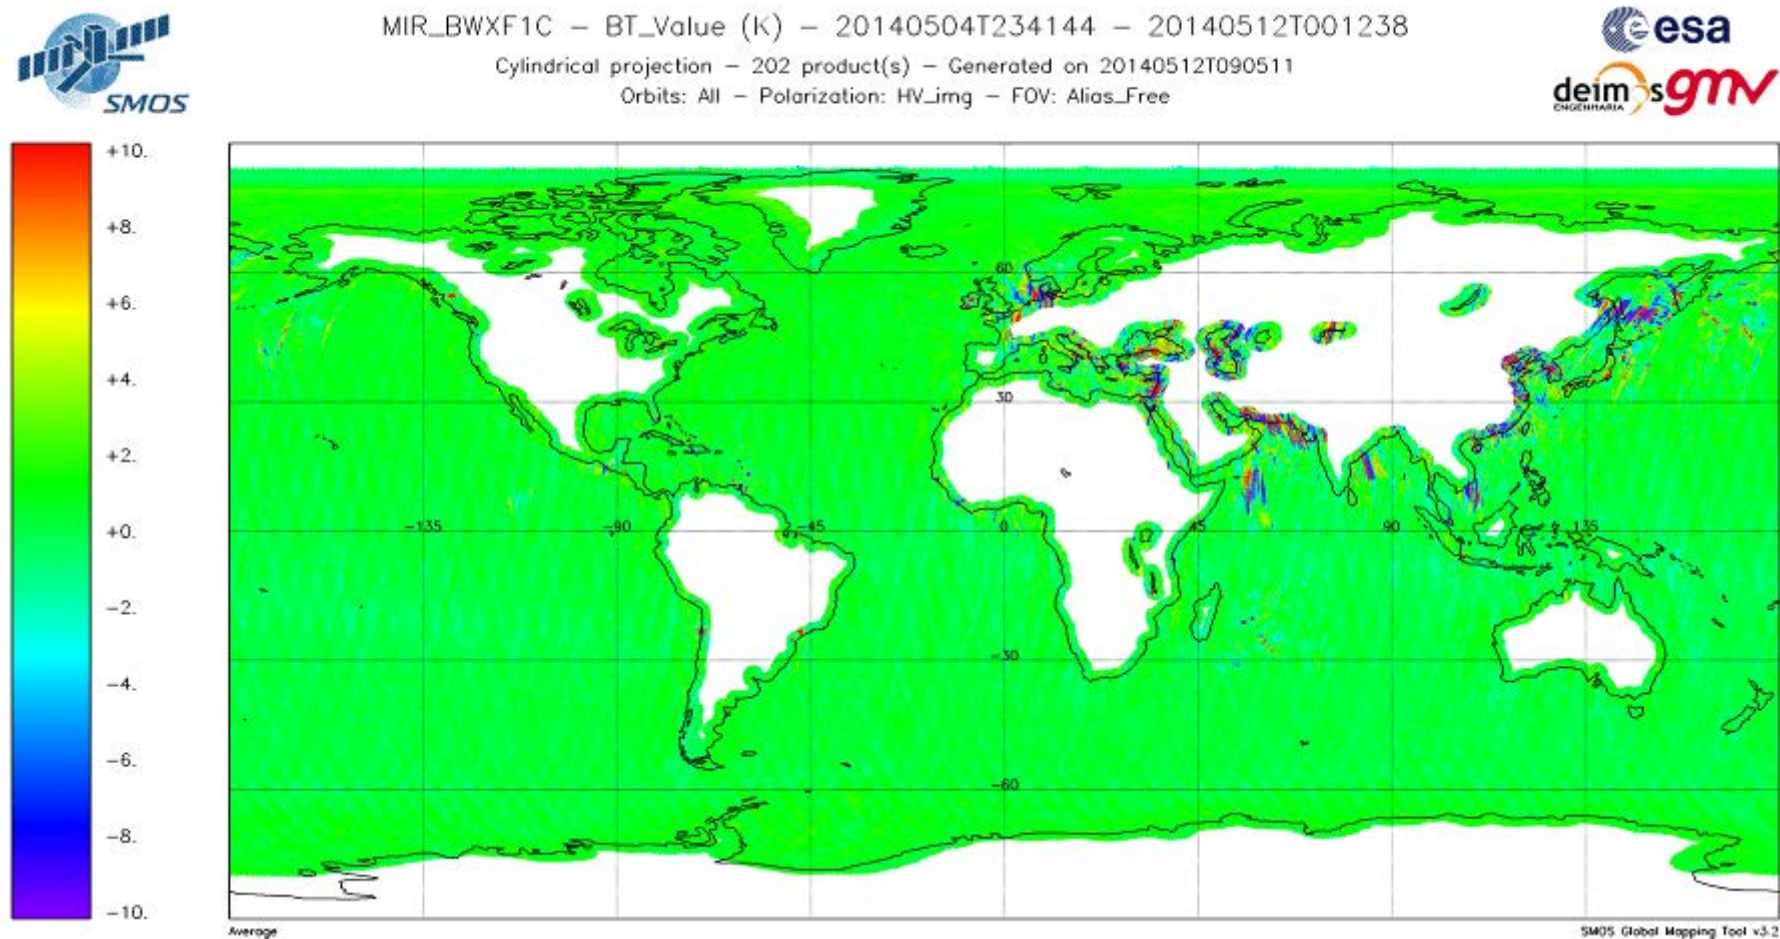 SMOS
MIR_BWXF1C – BT_Value (K) – 20140504T234144 – 20140512T001238
Cylindrical projection – 202 product(s) – Generated on 20140512T090511
Orbits: All – Polarization: HV_img – FOV: Alias_Free
esa
deimos
ENGENHARIA
gmv
+10.
+8.
+6.
+4.
+2.
+0.
−2.
−4.
−6.
−8.
−10.
60
30
−135
−90
−45
0
45
90
135
−30
−60
Average
SMOS Global Mapping Tool v3.2